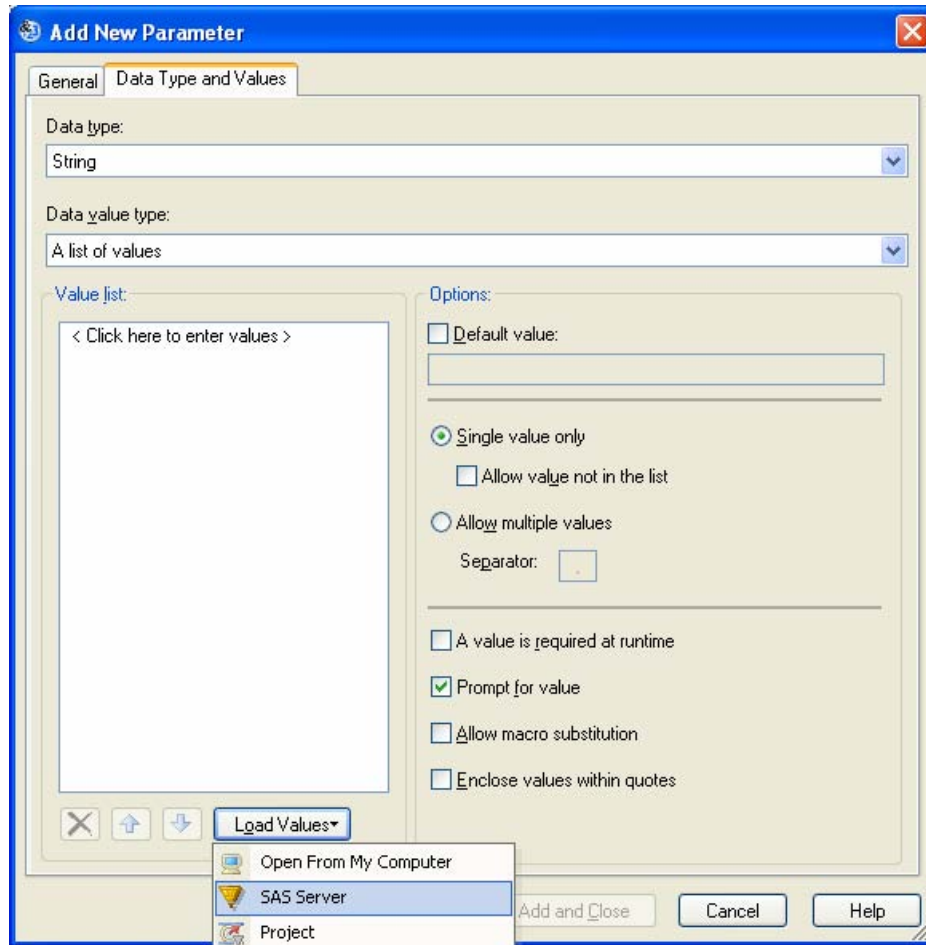 Add New Parameter
General
Data Type and Values
Data type:
String
Data value type:
A list of values
Value list:
< Click here to enter values >
Options:
Default value:
Single value only
Allow value not in the list
Allow multiple values
Separator:
A value is required at runtime
Prompt for value
Allow macro substitution
Enclose values within quotes
Load Values
Open From My Computer
SAS Server
Project
Add and Close
Cancel
Help